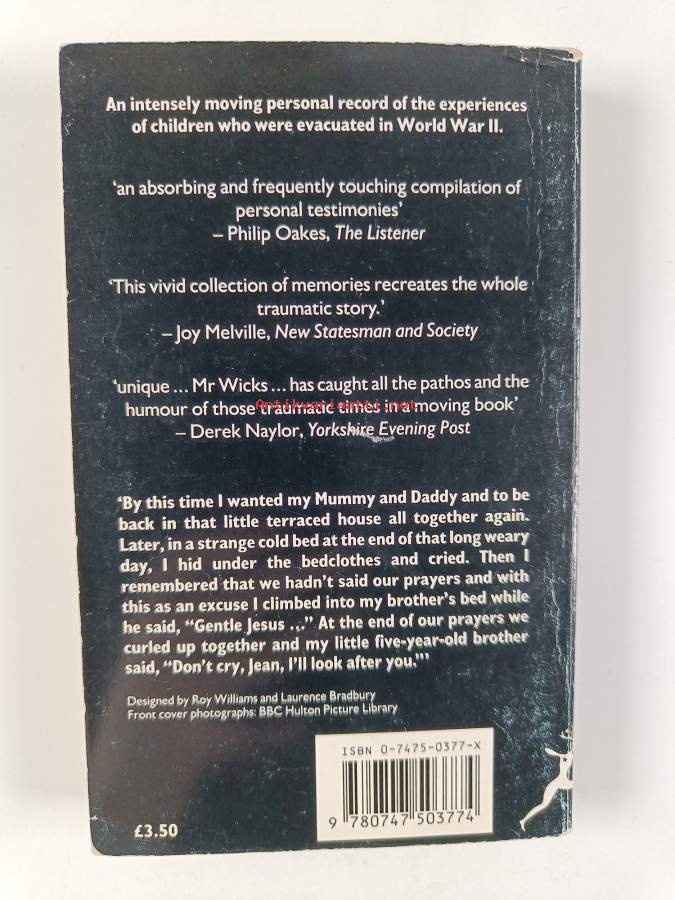 An intensely moving personal record of the experiences
of children who were evacuated in World War II.
‘an absorbing and frequently touching compilation of
personal testimonies’
– Philip Oakes, The Listener
‘This vivid collection of memories recreates the whole
traumatic story.’
– Joy Melville, New Statesman and Society
‘unique ... Mr Wicks ... has caught all the pathos and the
humour of those traumatic times in a moving book’
Antikvariaatti.net
– Derek Naylor, Yorkshire Evening Post
‘By this time I wanted my Mummy and Daddy and to be
back in that little terraced house all together again.
Later, in a strange cold bed at the end of that long weary
day, I hid under the bedclothes and cried. Then I
remembered that we hadn’t said our prayers and with
this as an excuse I climbed into my brother’s bed while
he said, “Gentle Jesus ...” At the end of our prayers we
curled up together and my little five-year-old brother
said, “Don’t cry, Jean, I’ll look after you.”’
Designed by Roy Williams and Laurence Bradbury
Front cover photographs: BBC Hulton Picture Library
ISBN 0-7475-0377-X
9 780747 503774
£3.50